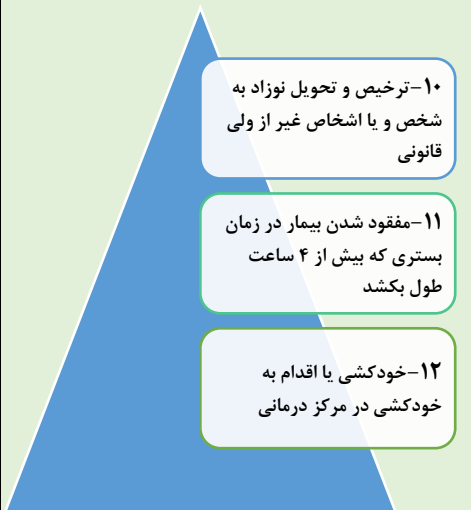 ۱۰-ترخیص و تحویل نوزاد به
شخص و یا اشخاص غیر از ولی
قانونی
۱۱-مفقود شدن بیمار در زمان
بستری که بیش از ۴ ساعت
طول بکشد
۱۲-خودکشی یا اقدام به
خودکشی در مرکز درمانی